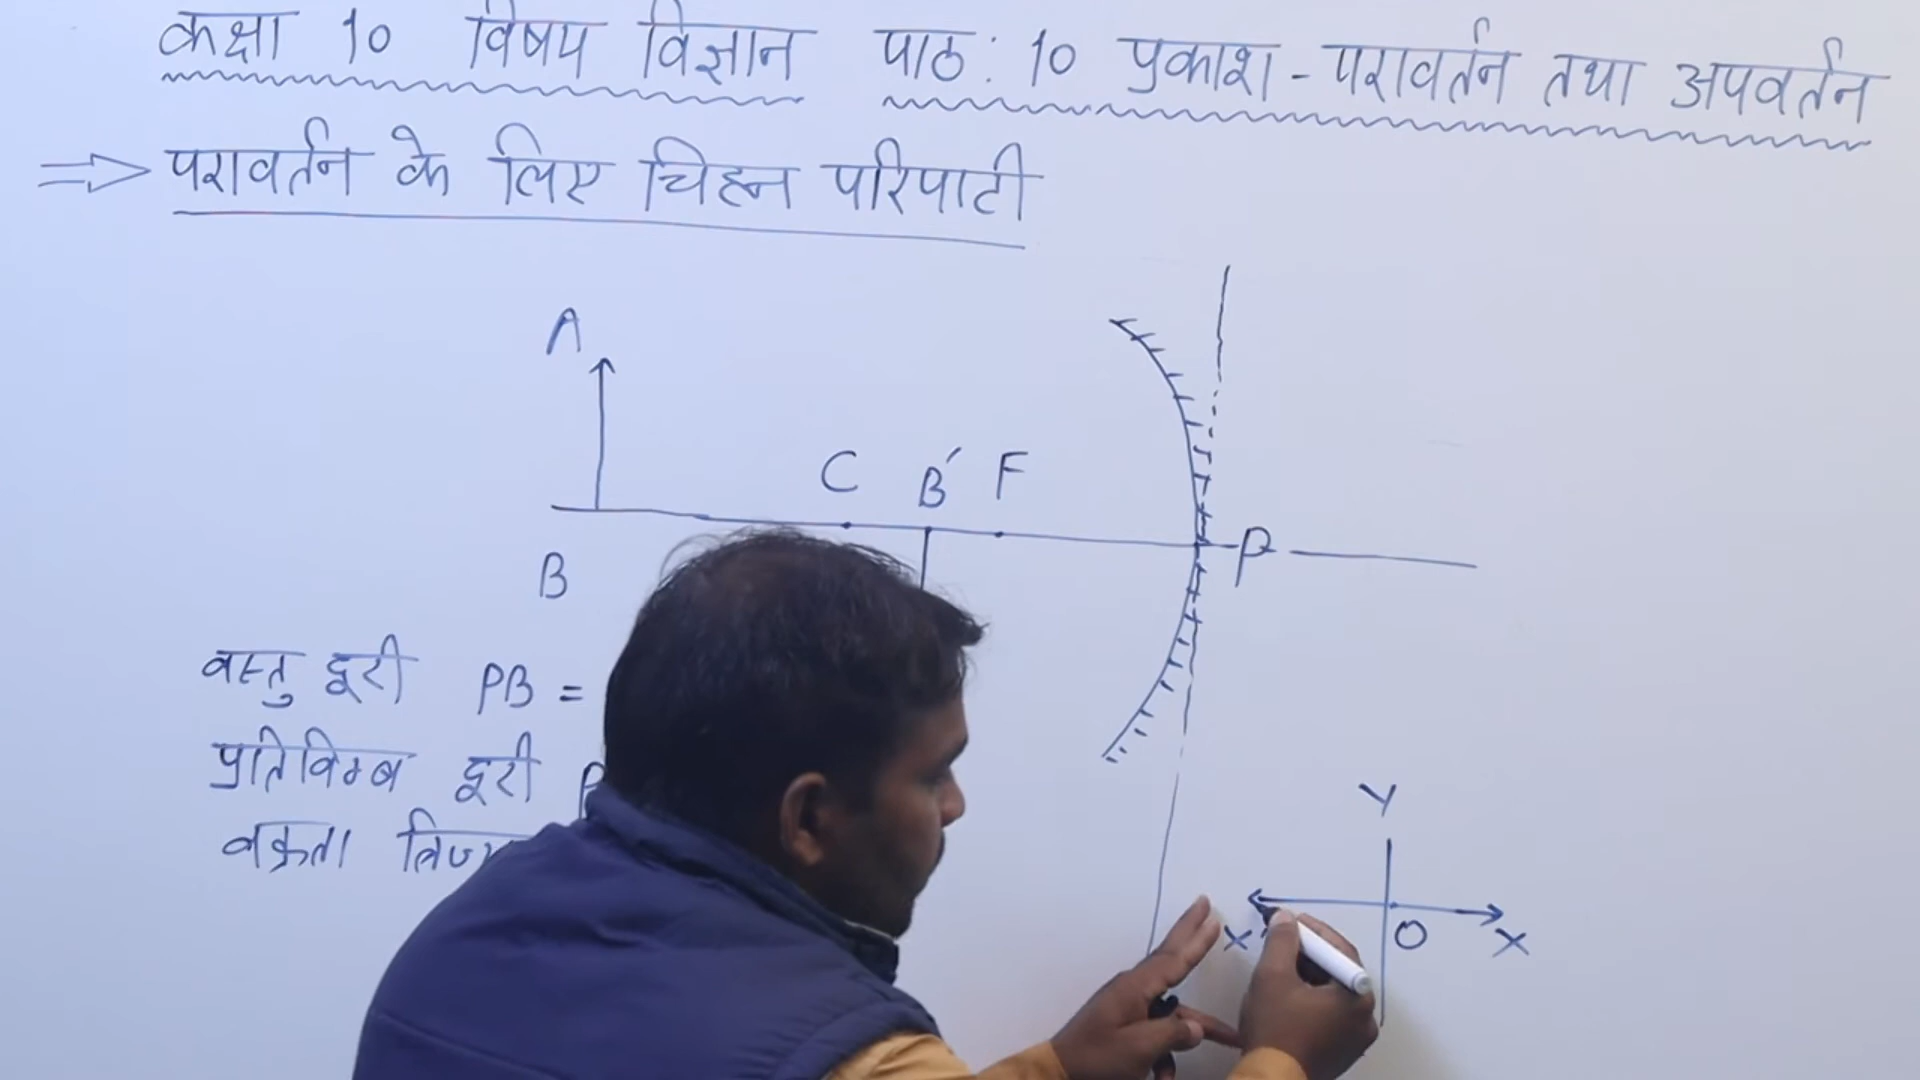 कक्षा 10 विषय विज्ञान पाठ: 10 प्रकाश - परावर्तन तथा अपवर्तन
⇒ परावर्तन के लिए चिह्न परिपाटी
A
C B′ F
P
B
वस्तु दूरी PB =
प्रतिविम्ब दूरी
वक्रता
Y
X O X